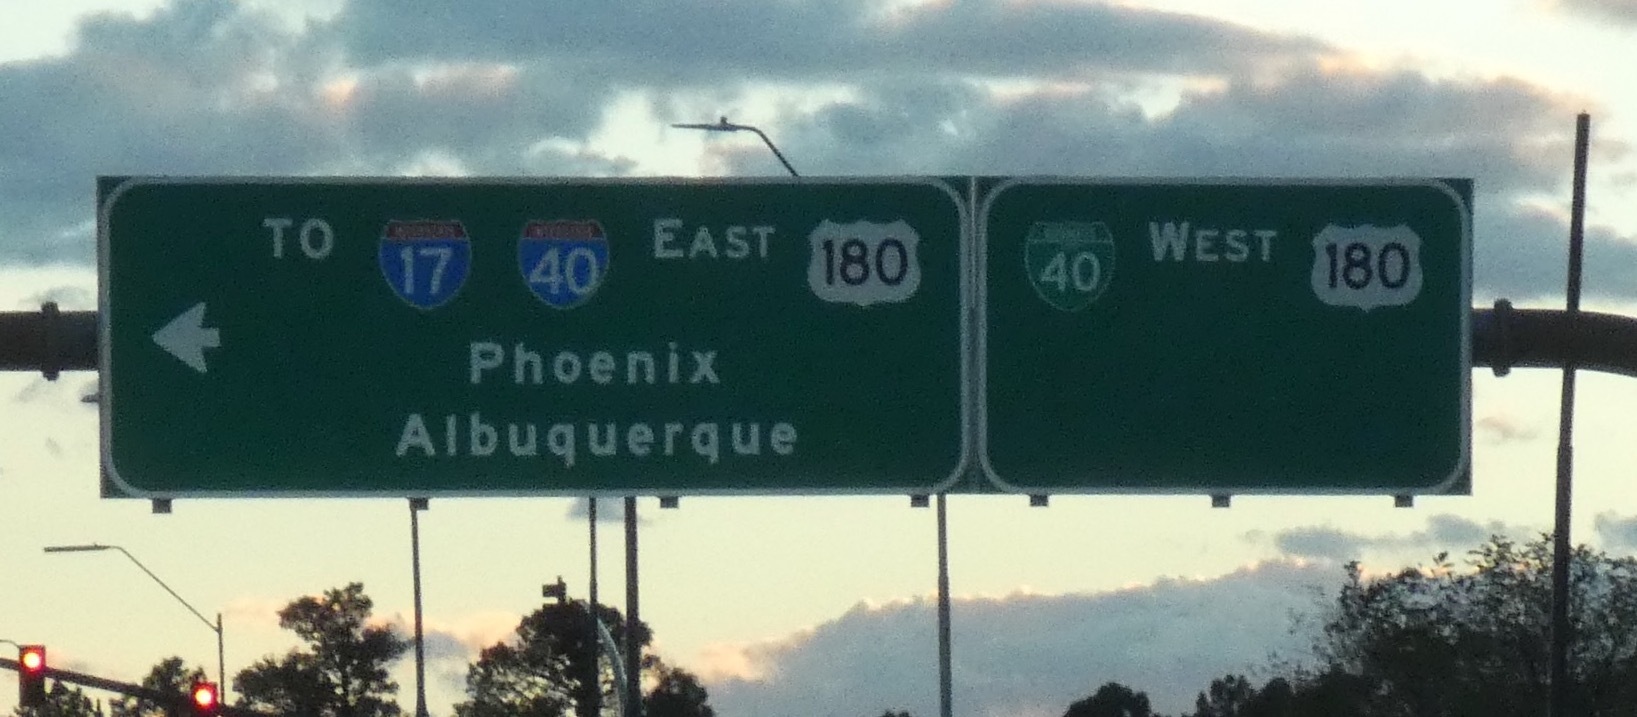 TO 17 40 EAST 180
Phoenix
Albuquerque
40 WEST 180